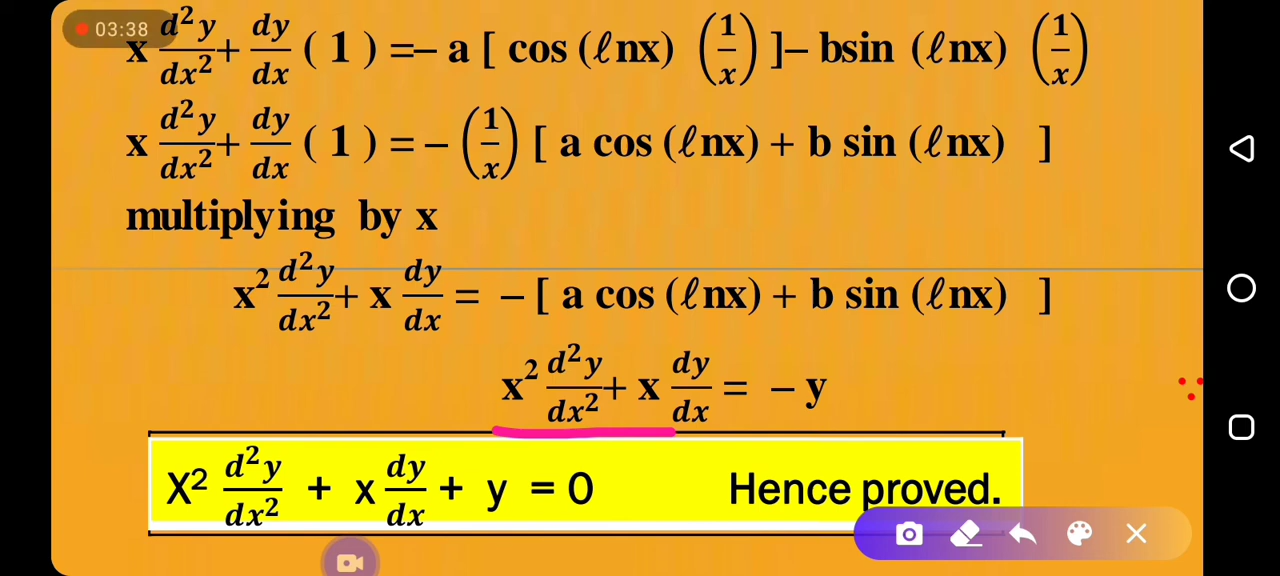 03:38
x d²y/dx² + dy/dx ( 1 ) =– a [ cos (ℓnx) (1/x) ]– bsin (ℓnx) (1/x)
x d²y/dx² + dy/dx ( 1 ) = – (1/x) [ a cos (ℓnx) + b sin (ℓnx) ]
multiplying by x
x² d²y/dx² + x dy/dx = – [ a cos (ℓnx) + b sin (ℓnx) ]
x² d²y/dx² + x dy/dx = – y
X² d²y/dx² + x dy/dx + y = 0 Hence proved.